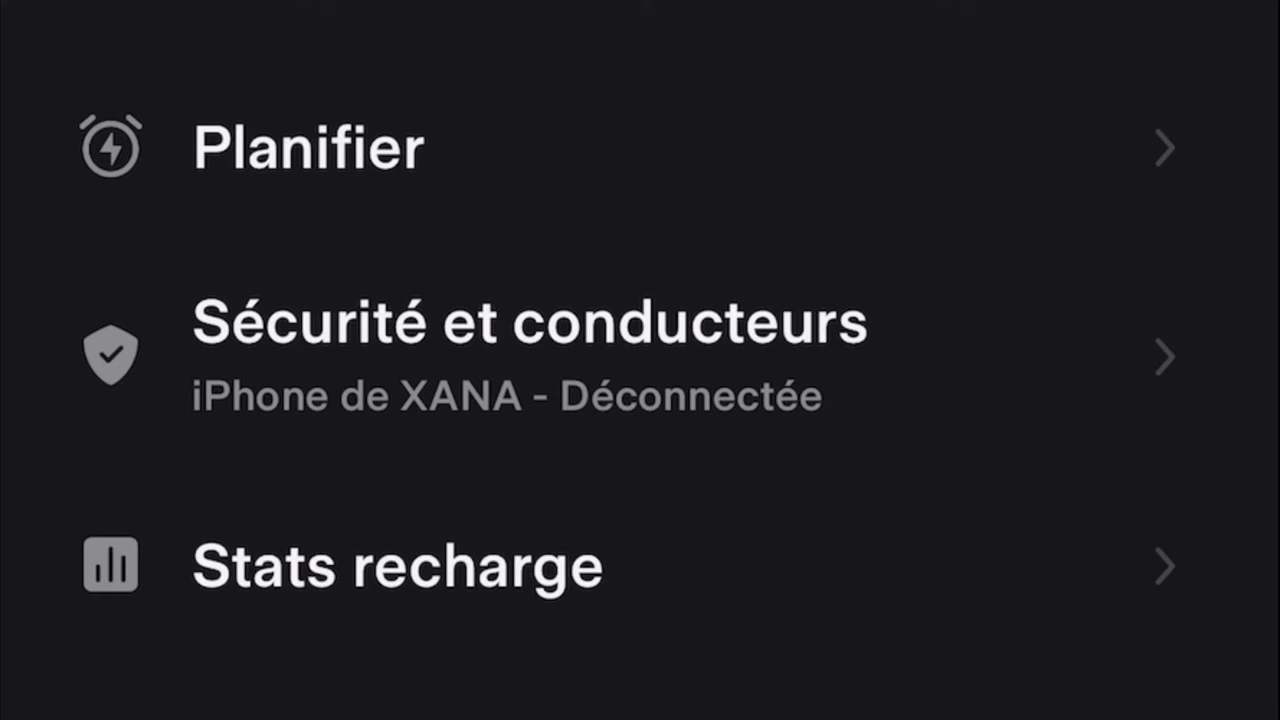 Planifier
Sécurité et conducteurs
iPhone de XANA - Déconnectée
Stats recharge